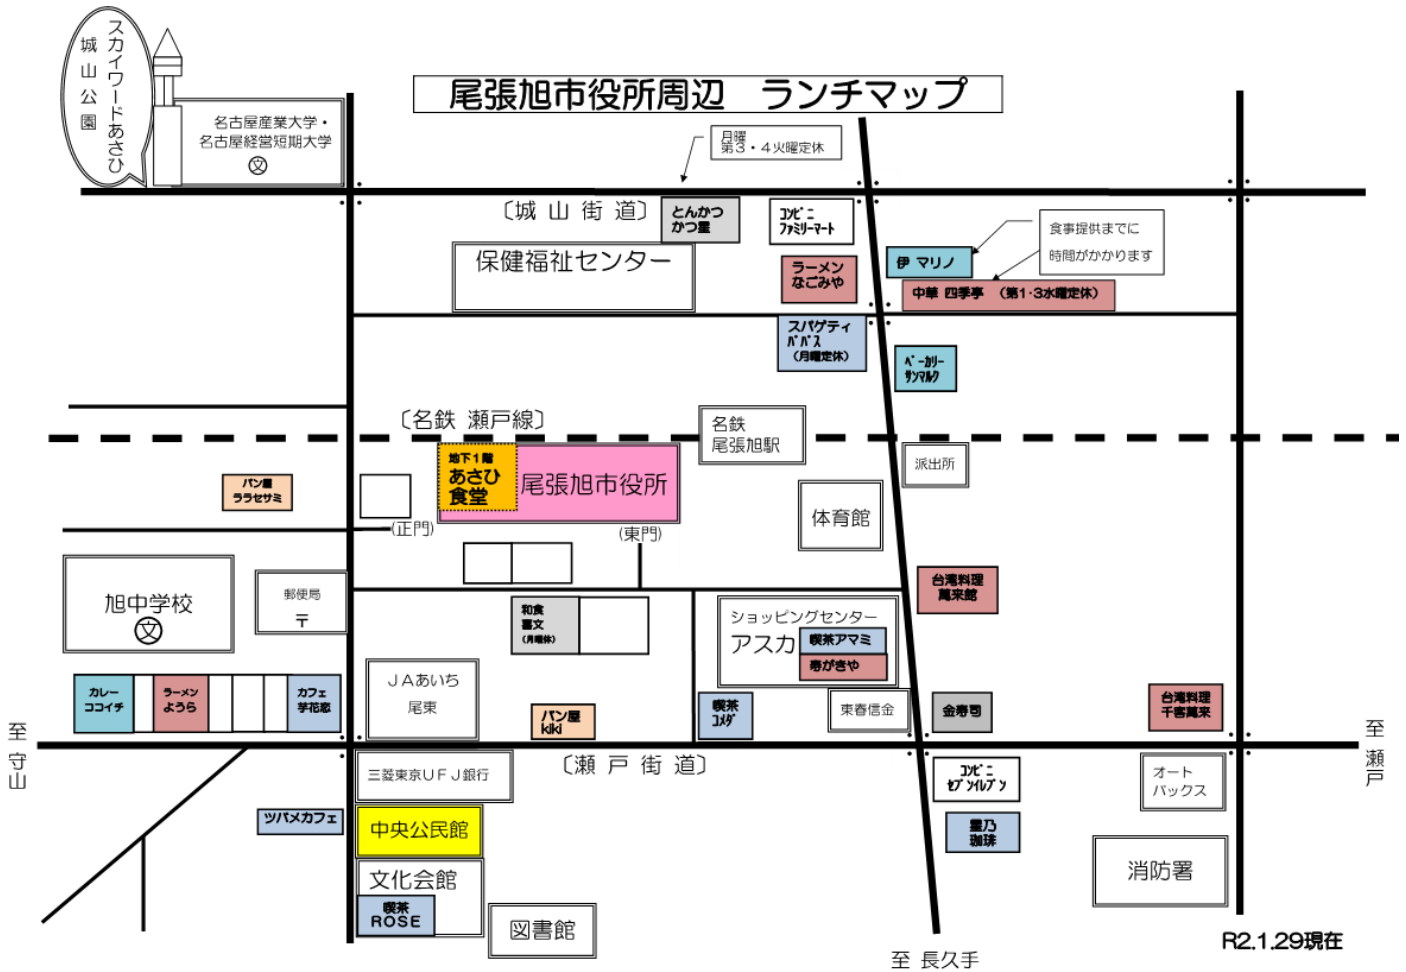 尾張旭市役所周辺　ランチマップ
スカイワードあさひ
城山公園
名古屋産業大学・
名古屋経営短期大学
文
月曜
第3・4火曜定休
〔城 山 街 道〕
とんかつ
かつ里
コンビニ
ファミリーマート
食事提供までに
時間がかかります
保健福祉センター
ラーメン
なごみや
伊 マリノ
中華 四季亭 （第1・3水曜定休）
スパゲティ
パパス
（月曜定休）
ベーカリー
サンマルク
〔名鉄 瀬戸線〕
名鉄
尾張旭駅
地下1階
あさひ
食堂
尾張旭市役所
派出所
パン屋
ララセサミ
体育館
(正門)
(東門)
旭中学校
文
郵便局
〒
台湾料理
萬来館
和食
喜文
(月曜休)
ショッピングセンター
アスカ
喫茶アマミ
寿がきや
カレー
ココイチ
ラーメン
ようら
カフェ
芋花恋
JAあいち
尾東
パン屋
kiki
喫茶
コメダ
東春信金
金寿司
台湾料理
千客萬来
至 守山
至 瀬戸
〔瀬 戸 街 道〕
三菱東京UFJ銀行
コンビニ
セブンイレブン
オート
バックス
ツバメカフェ
中央公民館
里乃
珈琲
文化会館
喫茶
ROSE
消防署
図書館
至 長久手
R2.1.29現在